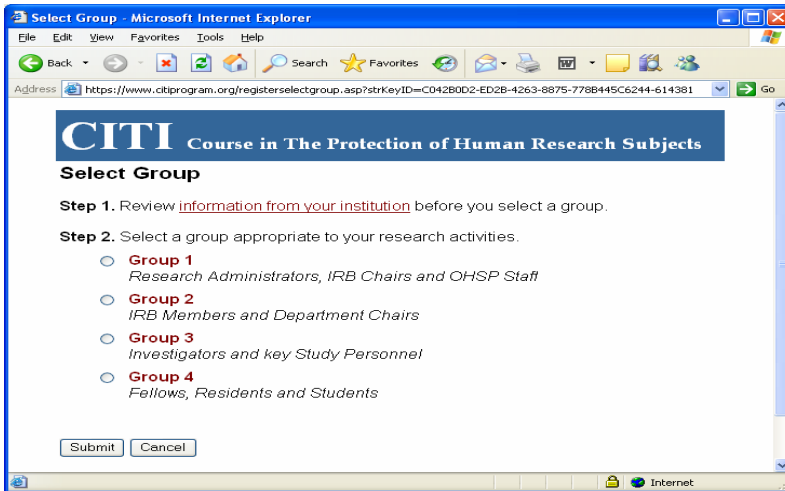 Select Group - Microsoft Internet Explorer
File Edit View Favorites Tools Help
Back Search Favorites
Address https://www.citiprogram.org/registerselectgroup.asp?strKeyID=C042B0D2-ED2B-4263-8875-778B445C6244-614381 Go
CITI Course in The Protection of Human Research Subjects
Select Group
Step 1. Review information from your institution before you select a group.
Step 2. Select a group appropriate to your research activities.
Group 1
Research Administrators, IRB Chairs and OHSP Staff
Group 2
IRB Members and Department Chairs
Group 3
Investigators and key Study Personnel
Group 4
Fellows, Residents and Students
Submit Cancel
Internet